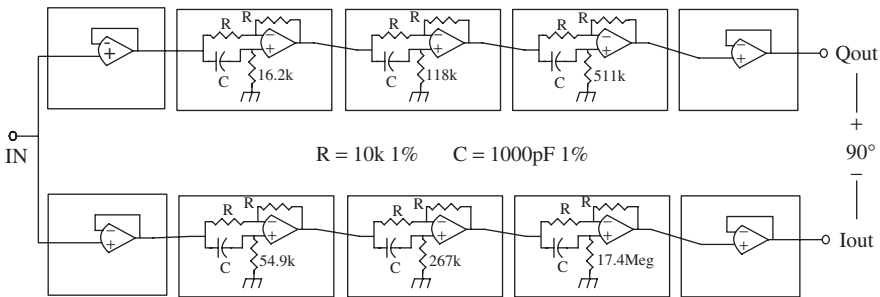 R
R
C
16.2k
R
R
C
118k
R
R
C
511k
Qout
+
90°
−
IN
R = 10k 1% C = 1000pF 1%
R
R
C
54.9k
R
R
C
267k
R
R
C
17.4Meg
Iout